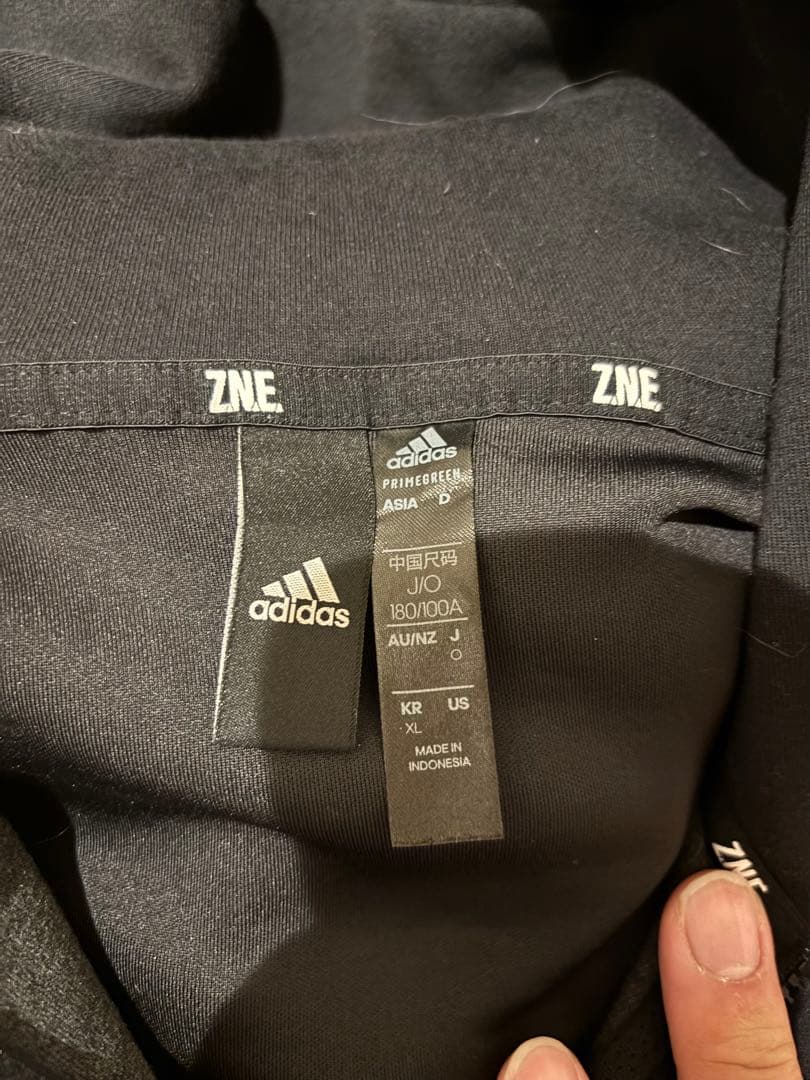 Z.N.E. Z.N.E.
adidas
adidas
PRIMEGREEN
ASIA D
中国尺码
J/O
180/100A
AU/NZ J
O
KR US
XL
MADE IN
INDONESIA
Z.N.E.